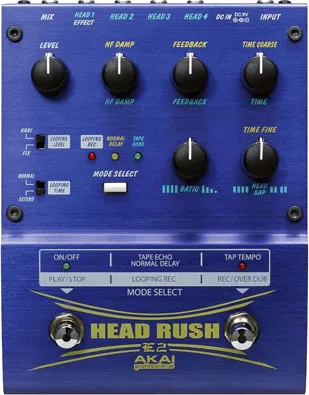 MIX HEAD 1 EFFECT HEAD 2 HEAD 3 HEAD 4 DC IN DC9V INPUT
LEVEL HF DAMP FEEDBACK TIME COARSE
HF DAMP FEEDBACK TIME
VARI
FIX
LOOPING LEVEL
LOOPING REC
NORMAL DELAY
TAPE ECHO
TIME FINE
NORMAL
EXTEND
LOOPING TIME
MODE SELECT
RATIO
HEAD GAP
ON/OFF TAPE ECHO TAP TEMPO
NORMAL DELAY
PLAY/STOP LOOPING REC REC/OVER DUB
MODE SELECT
HEAD RUSH
E2
AKAI
professional